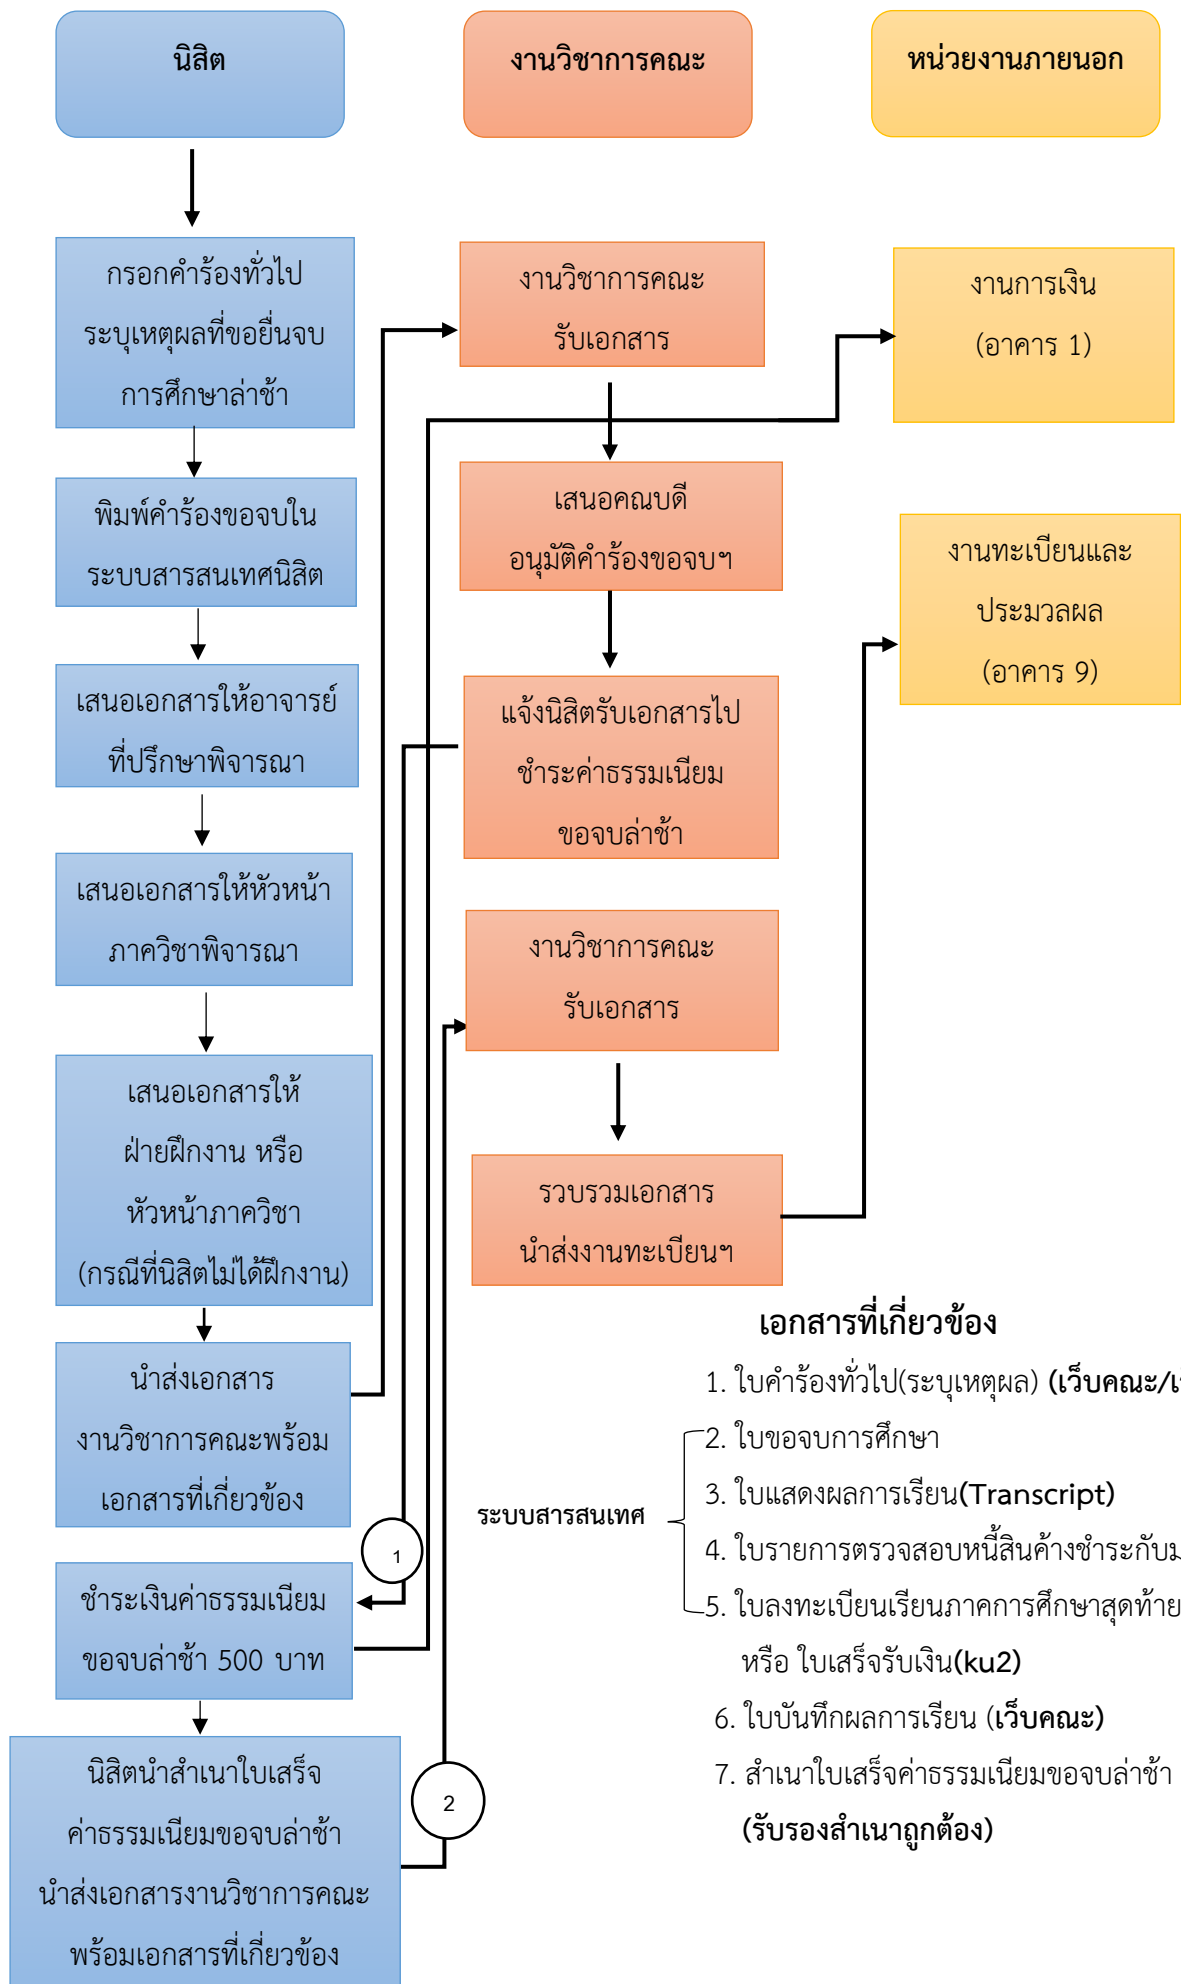 นิสิต
งานวิชาการคณะ
หน่วยงานภายนอก
กรอกคำร้องทั่วไป
ระบุเหตุผลที่ขอยื่นจบ
การศึกษาล่าช้า
พิมพ์คำร้องขอจบใน
ระบบสารสนเทศนิสิต
เสนอเอกสารให้อาจารย์
ที่ปรึกษาพิจารณา
เสนอเอกสารให้หัวหน้า
ภาควิชาพิจารณา
เสนอเอกสารให้
ฝ่ายฝึกงาน หรือ
หัวหน้าภาควิชา
(กรณีที่นิสิตไม่ได้ฝึกงาน)
นำส่งเอกสาร
งานวิชาการคณะพร้อม
เอกสารที่เกี่ยวข้อง
1
ชำระเงินค่าธรรมเนียม
ขอจบล่าช้า 500 บาท
นิสิตนำสำเนาใบเสร็จ
ค่าธรรมเนียมขอจบล่าช้า
นำส่งเอกสารงานวิชาการคณะ
พร้อมเอกสารที่เกี่ยวข้อง
2
งานวิชาการคณะ
รับเอกสาร
เสนอคณบดี
อนุมัติคำร้องขอจบฯ
แจ้งนิสิตรับเอกสารไป
ชำระค่าธรรมเนียม
ขอจบล่าช้า
งานวิชาการคณะ
รับเอกสาร
รวบรวมเอกสาร
นำส่งงานทะเบียนฯ
งานการเงิน
(อาคาร 1)
งานทะเบียนและ
ประมวลผล
(อาคาร 9)
เอกสารที่เกี่ยวข้อง
1. ใบคำร้องทั่วไป(ระบุเหตุผล) (เว็บคณะ/
2. ใบขอจบการศึกษา
3. ใบแสดงผลการเรียน(Transcript)
ระบบสารสนเทศ
4. ใบรายการตรวจสอบหนี้สินค้างชำระกับ
5. ใบลงทะเบียนเรียนภาคการศึกษาสุดท้าย
หรือ ใบเสร็จรับเงิน(ku2)
6. ใบบันทึกผลการเรียน (เว็บคณะ)
7. สำเนาใบเสร็จค่าธรรมเนียมขอจบล่าช้า
(รับรองสำเนาถูกต้อง)